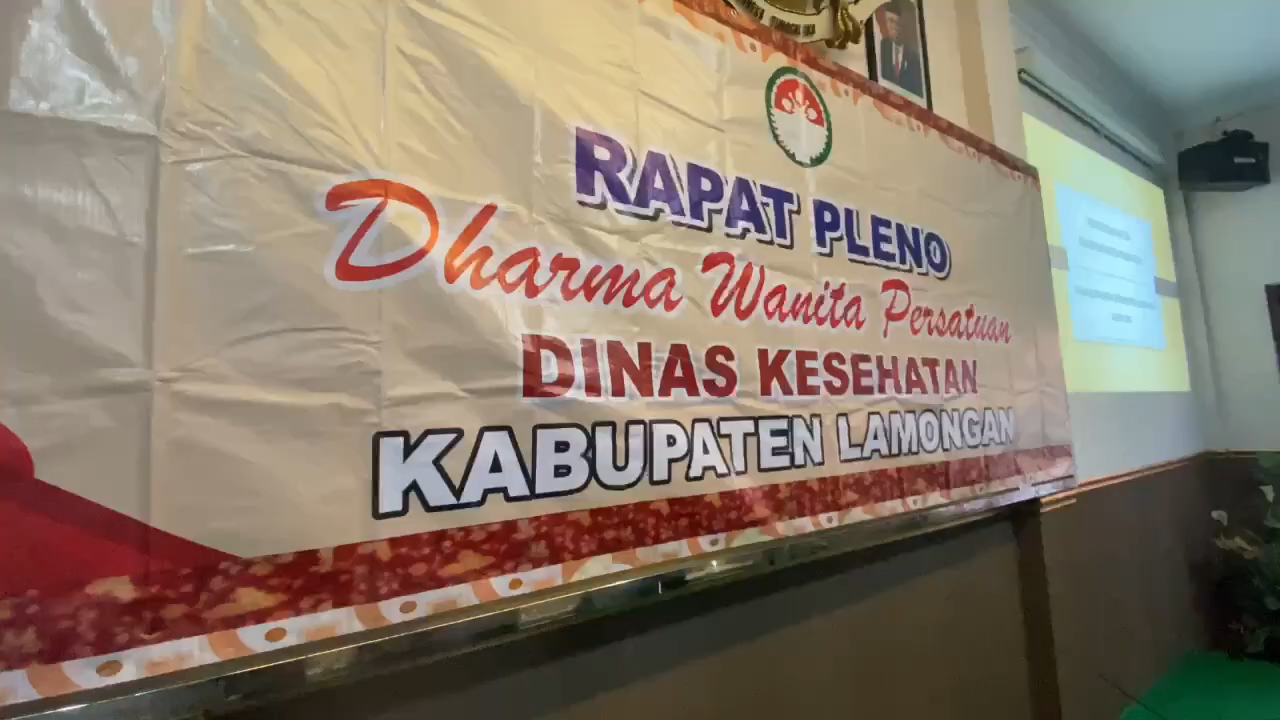 RAPAT PLENO
Dharma Wanita Persatuan
DINAS KESEHATAN
KABUPATEN LAMONGAN